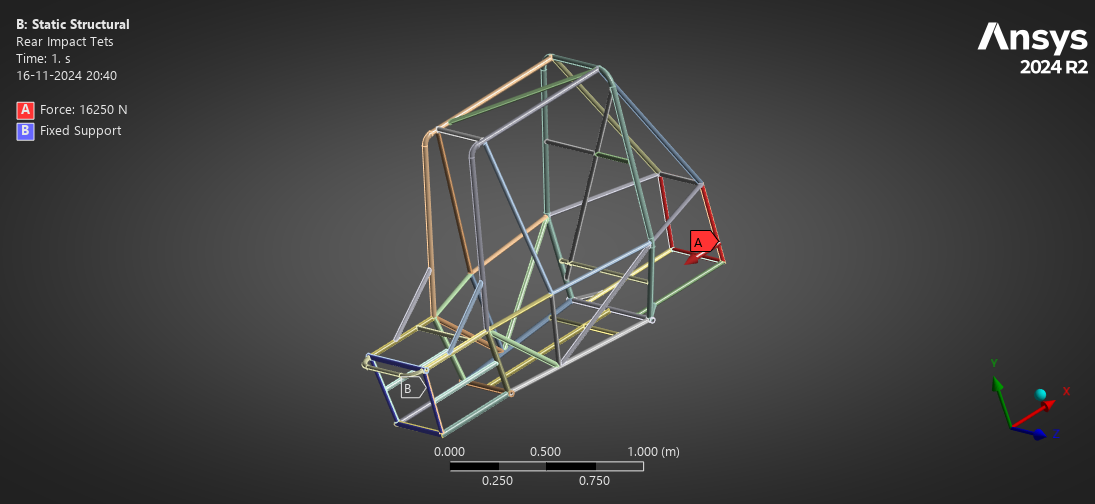 B: Static Structural
Rear Impact Tets
Time: 1. s
16-11-2024 20:40
A Force: 16250 N
B Fixed Support
Ansys
2024 R2
A
B
Y
X
Z
0.000 0.500 1.000 (m)
0.250 0.750